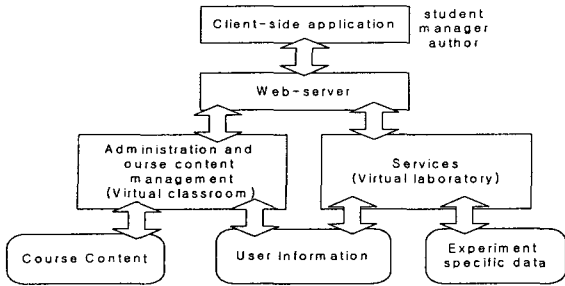 Client-side application
student
manager
author
Web-server
Administration and
ourse content
management
(Virtual classroom)
Services
(Virtual laboratory)
Course Content
User Information
Experiment
specific data